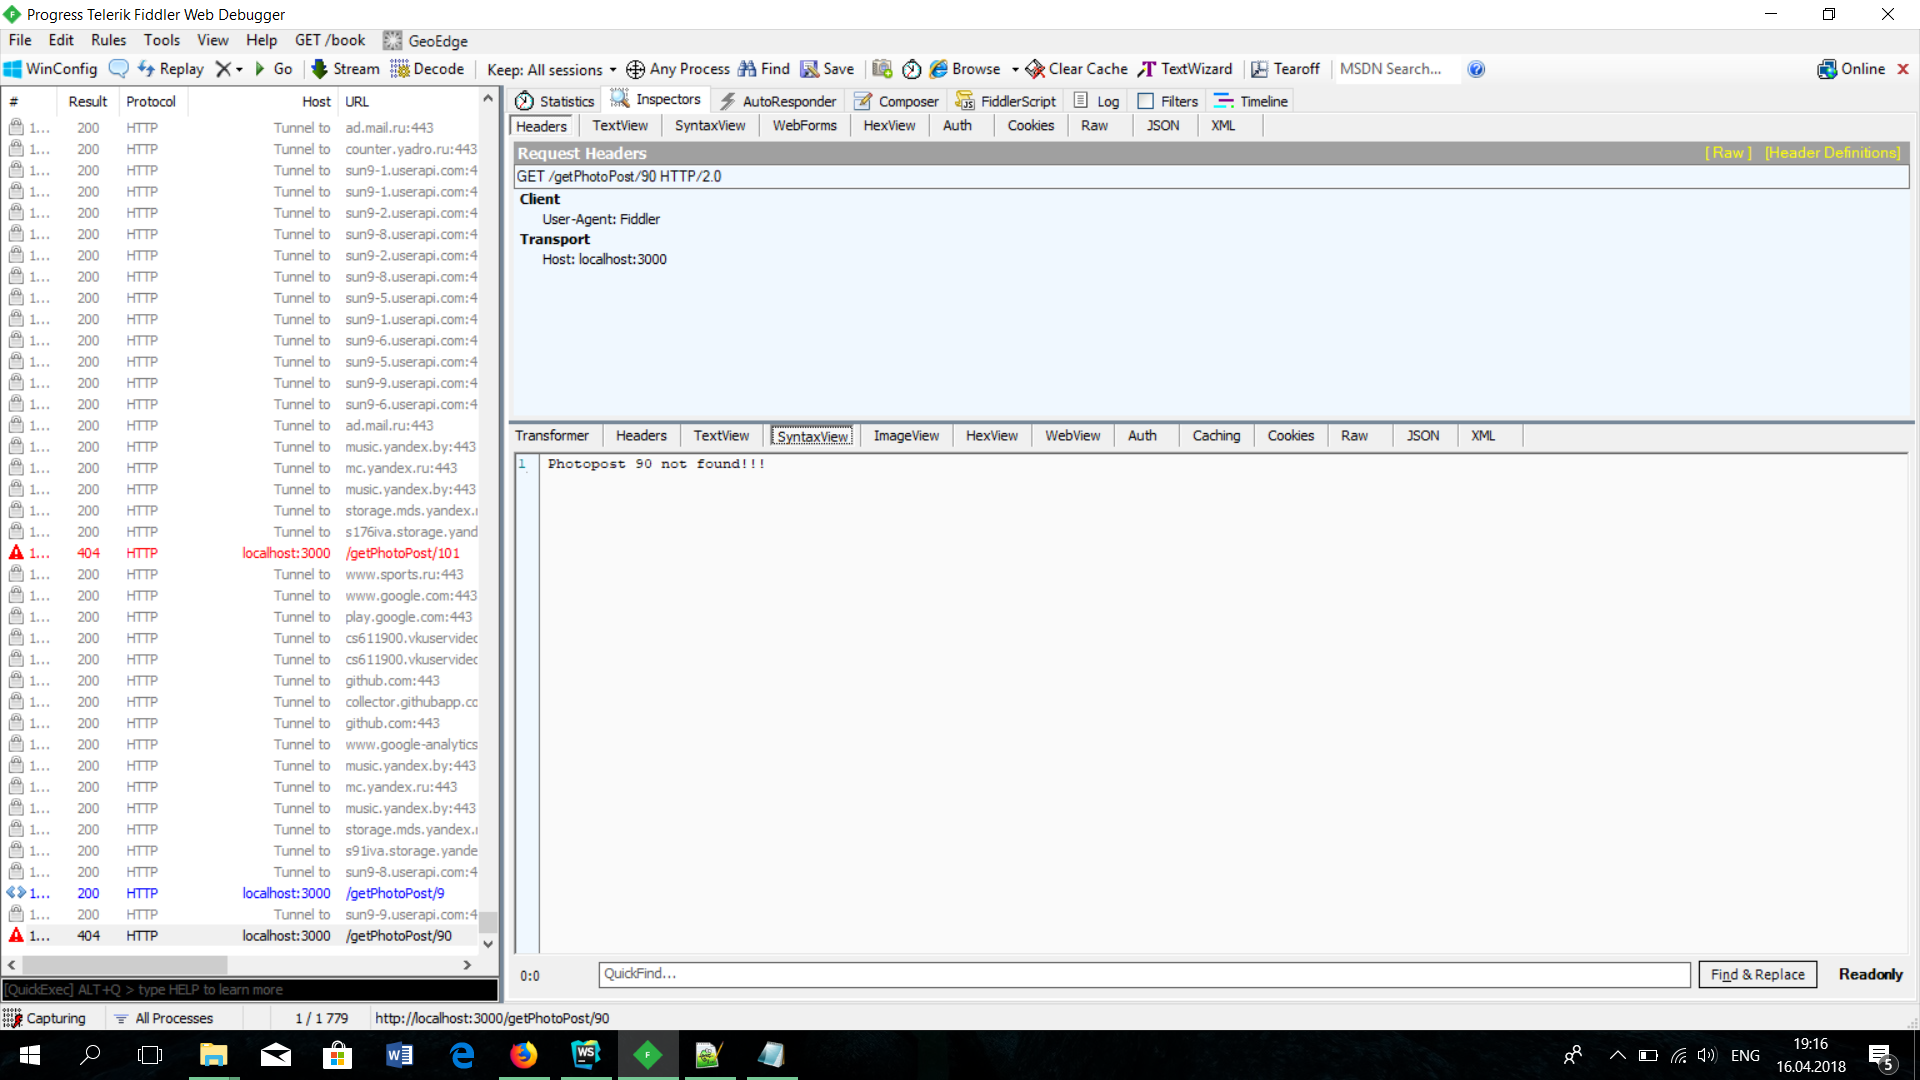 Progress Telerik Fiddler Web Debugger
File Edit Rules Tools View Help GET /book GeoEdge
WinConfig Replay Go Stream Decode Keep: All sessions Any Process Find Save Browse Clear Cache TextWizard Tearoff MSDN Search... Online
# Result Protocol Host URL
1... 200 HTTP Tunnel to ad.mail.ru:443
1... 200 HTTP Tunnel to counter.yadro.ru:443
1... 200 HTTP Tunnel to sun9-1.userapi.com:4
1... 200 HTTP Tunnel to sun9-1.userapi.com:4
1... 200 HTTP Tunnel to sun9-2.userapi.com:4
1... 200 HTTP Tunnel to sun9-8.userapi.com:4
1... 200 HTTP Tunnel to sun9-2.userapi.com:4
1... 200 HTTP Tunnel to sun9-8.userapi.com:4
1... 200 HTTP Tunnel to sun9-5.userapi.com:4
1... 200 HTTP Tunnel to sun9-1.userapi.com:4
1... 200 HTTP Tunnel to sun9-6.userapi.com:4
1... 200 HTTP Tunnel to sun9-5.userapi.com:4
1... 200 HTTP Tunnel to sun9-9.userapi.com:4
1... 200 HTTP Tunnel to sun9-6.userapi.com:4
1... 200 HTTP Tunnel to ad.mail.ru:443
1... 200 HTTP Tunnel to music.yandex.by:443
1... 200 HTTP Tunnel to mc.yandex.ru:443
1... 200 HTTP Tunnel to music.yandex.by:443
1... 200 HTTP Tunnel to storage.mds.yandex.
1... 200 HTTP Tunnel to s176iva.storage.yand
1... 404 HTTP localhost:3000 /getPhotoPost/101
1... 200 HTTP Tunnel to www.sports.ru:443
1... 200 HTTP Tunnel to www.google.com:443
1... 200 HTTP Tunnel to play.google.com:443
1... 200 HTTP Tunnel to cs611900.vkuservidec
1... 200 HTTP Tunnel to cs611900.vkuservidec
1... 200 HTTP Tunnel to github.com:443
1... 200 HTTP Tunnel to collector.githubapp.cc
1... 200 HTTP Tunnel to github.com:443
1... 200 HTTP Tunnel to www.google-analytics
1... 200 HTTP Tunnel to music.yandex.by:443
1... 200 HTTP Tunnel to mc.yandex.ru:443
1... 200 HTTP Tunnel to music.yandex.by:443
1... 200 HTTP Tunnel to storage.mds.yandex.
1... 200 HTTP Tunnel to s91iva.storage.yande
1... 200 HTTP Tunnel to sun9-8.userapi.com:4
1... 200 HTTP localhost:3000 /getPhotoPost/9
1... 200 HTTP Tunnel to sun9-9.userapi.com:4
1... 404 HTTP localhost:3000 /getPhotoPost/90
[QuickExec] ALT+Q > type HELP to learn more
Statistics Inspectors AutoResponder Composer FiddlerScript Log Filters Timeline
Headers TextView SyntaxView WebForms HexView Auth Cookies Raw JSON XML
Request Headers [ Raw ] [Header Definitions]
GET /getPhotoPost/90 HTTP/2.0
Client
User-Agent: Fiddler
Transport
Host: localhost:3000
Transformer Headers TextView SyntaxView ImageView HexView WebView Auth Caching Cookies Raw JSON XML
1 Photopost 90 not found!!!
0:0 QuickFind... Find & Replace Readonly
Capturing All Processes 1 / 1 779 http://localhost:3000/getPhotoPost/90
ENG 19:16
16.04.2018 5